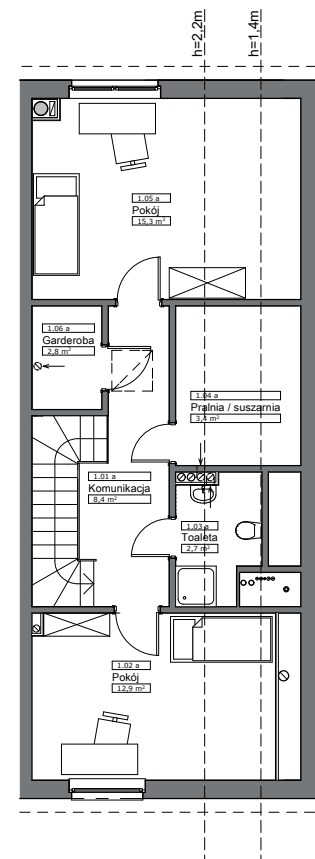 h=2,2m
h=1,4m
1.05 a
Pokój
15,3 m²
1.06 a
Garderoba
2,8 m²
1.04 a
Pralnia / suszarnia
3,4 m²
1.01 a
Komunikacja
8,4 m²
1.03 a
Toaleta
2,7 m²
1.02 a
Pokój
12,9 m²